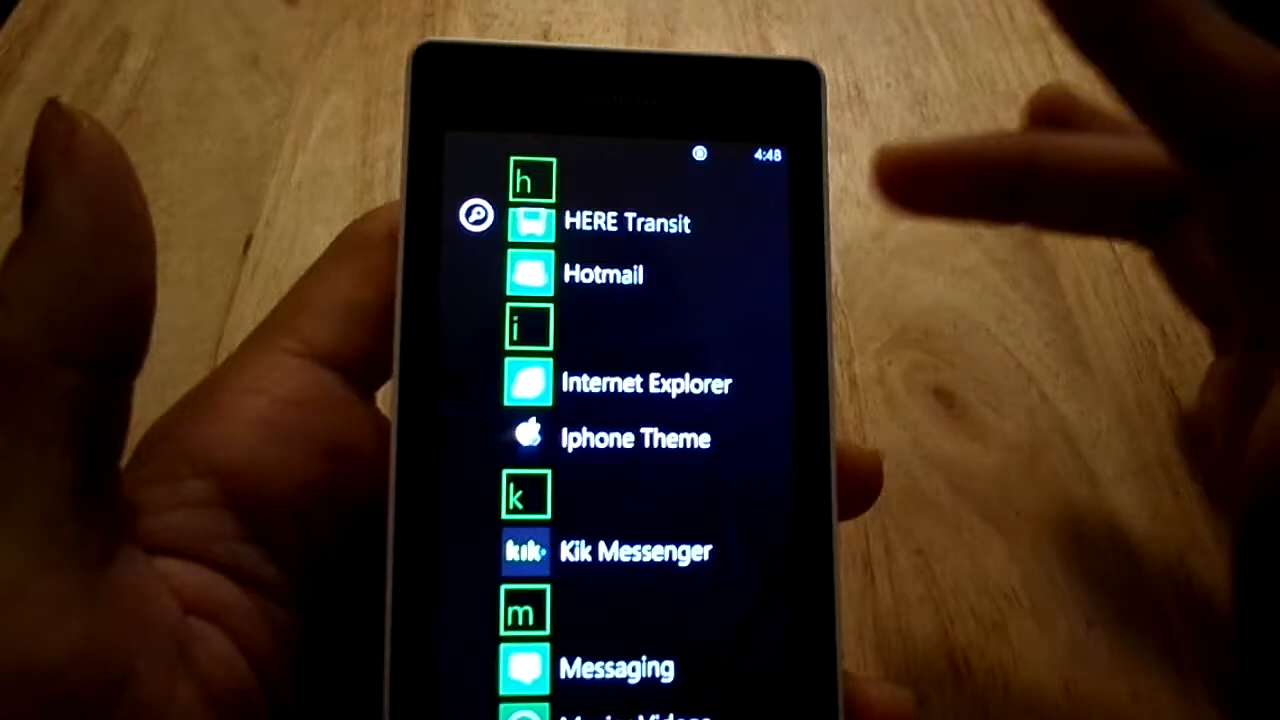 4:48
h
HERE Transit
Hotmail
i
Internet Explorer
Iphone Theme
k
kik
Kik Messenger
m
Messaging